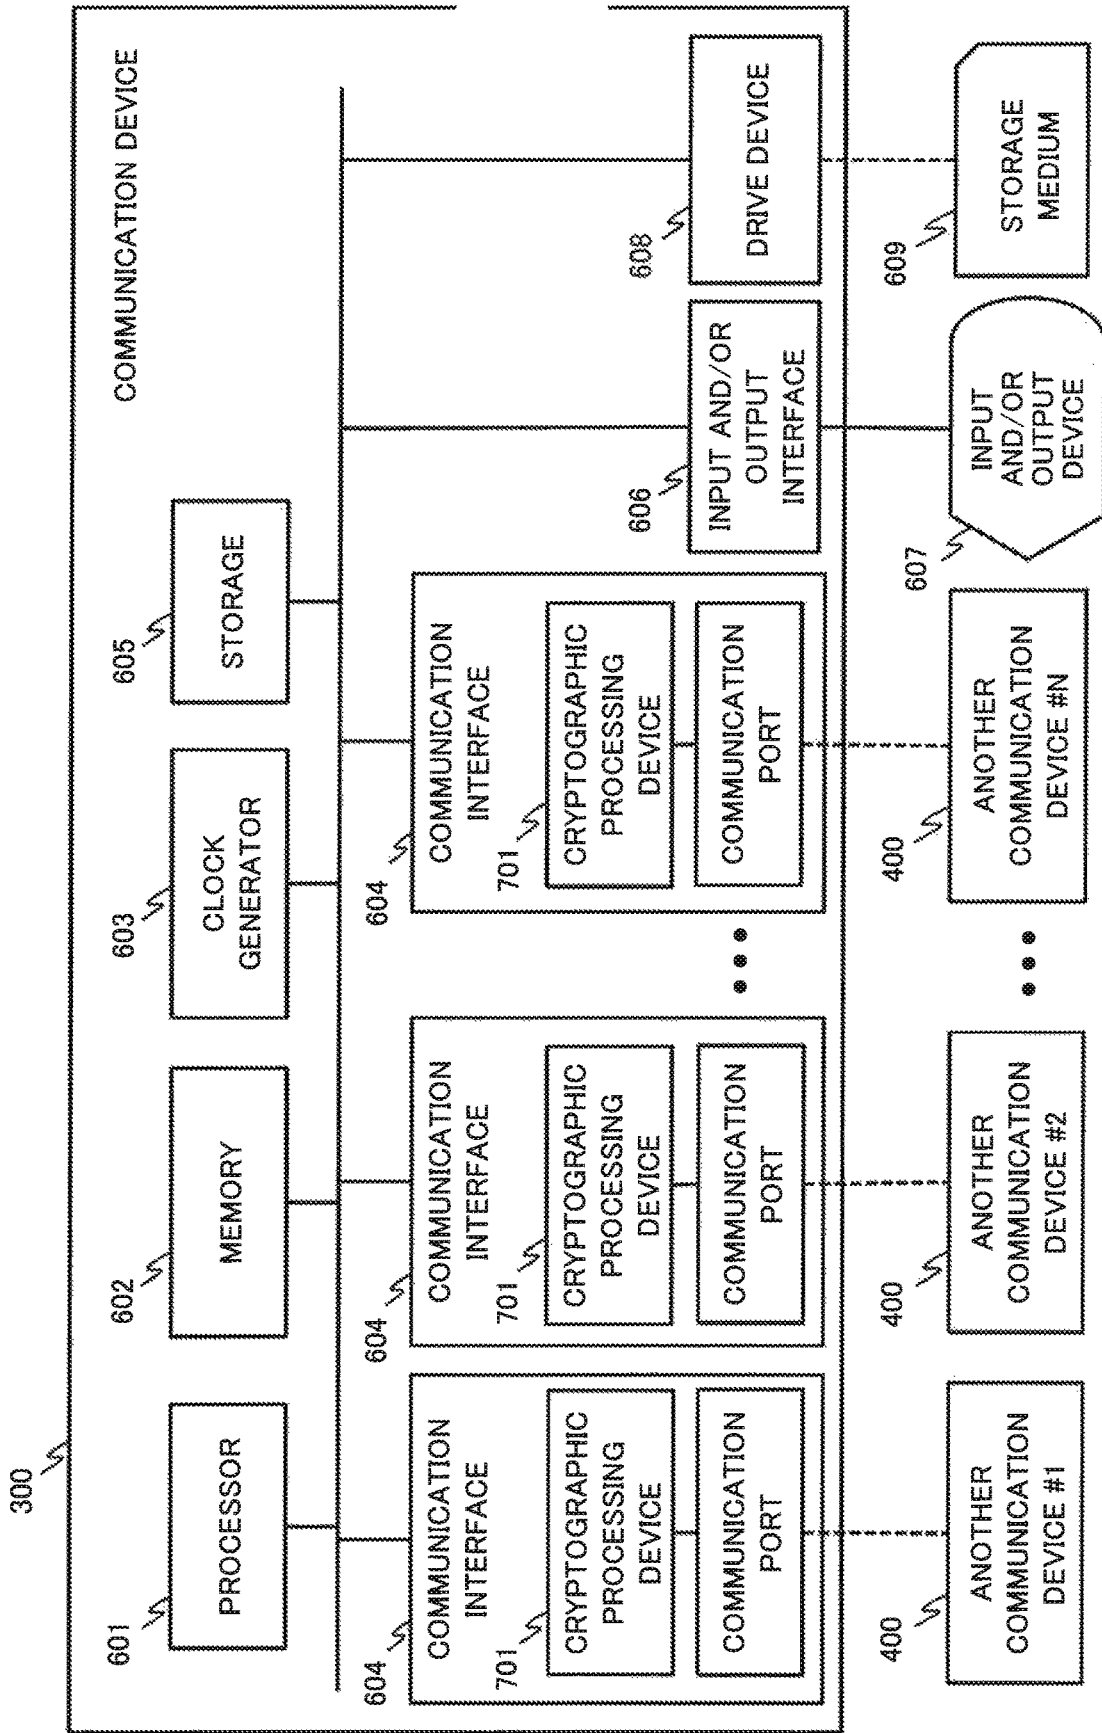 300
COMMUNICATION DEVICE
601
PROCESSOR
602
MEMORY
603
CLOCK
GENERATOR
605
STORAGE
604
COMMUNICATION
INTERFACE
701
CRYPTOGRAPHIC
PROCESSING
DEVICE
COMMUNICATION
PORT
604
COMMUNICATION
INTERFACE
701
CRYPTOGRAPHIC
PROCESSING
DEVICE
COMMUNICATION
PORT
604
COMMUNICATION
INTERFACE
701
CRYPTOGRAPHIC
PROCESSING
DEVICE
COMMUNICATION
PORT
606
INPUT AND/OR
OUTPUT
INTERFACE
608
DRIVE DEVICE
400
ANOTHER
COMMUNICATION
DEVICE #1
400
ANOTHER
COMMUNICATION
DEVICE #2
400
ANOTHER
COMMUNICATION
DEVICE #N
607
INPUT
AND/OR
OUTPUT
DEVICE
609
STORAGE
MEDIUM